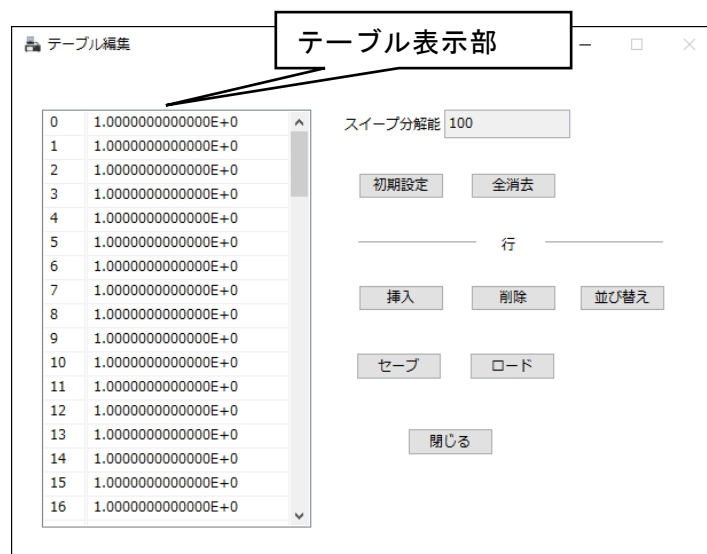 テーブル編集
テーブル表示部
0 1.0000000000000E+0
1 1.0000000000000E+0
2 1.0000000000000E+0
3 1.0000000000000E+0
4 1.0000000000000E+0
5 1.0000000000000E+0
6 1.0000000000000E+0
7 1.0000000000000E+0
8 1.0000000000000E+0
9 1.0000000000000E+0
10 1.0000000000000E+0
11 1.0000000000000E+0
12 1.0000000000000E+0
13 1.0000000000000E+0
14 1.0000000000000E+0
15 1.0000000000000E+0
16 1.0000000000000E+0
スイープ分解能 100
初期設定 全消去
行
挿入 削除 並び替え
セーブ ロード
閉じる